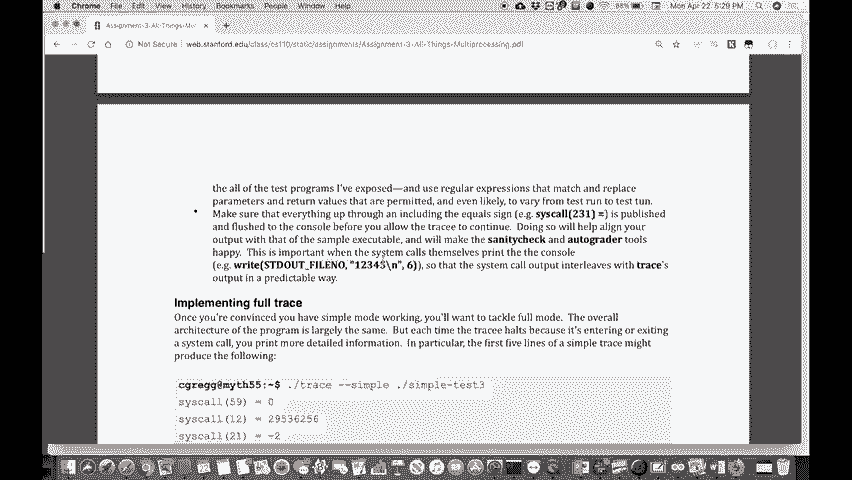 Chrome File Edit View History Bookmarks People Window Help
Mon Apr 22 6:29 PM
Assignment-3-All-Things-Mu
Not Secure | web.stanford.edu/class/cs110/static/assignments/Assignment-3-All-Things-Multiprocessing.pdf
the all of the test programs I've exposed—and use regular expressions that match and replace
parameters and return values that are permitted, and even likely, to vary from test run to test tun.
• Make sure that everything up through an including the equals sign (e.g. syscall(231) =) is published
and flushed to the console before you allow the tracee to continue. Doing so will help align your
output with that of the sample executable, and will make the sanitycheck and autograder tools
happy. This is important when the system calls themselves print the the console
(e.g. write(STDOUT_FILENO, "12345\n", 6)), so that the system call output interleaves with trace's
output in a predictable way.
Implementing full trace
Once you're convinced you have simple mode working, you'll want to tackle full mode. The overall
architecture of the program is largely the same. But each time the tracee halts because it's entering or exiting
a system call, you print more detailed information. In particular, the first five lines of a simple trace might
produce the following:
cgregg@myth55:~$ ./trace --simple ./simple-test3
syscall(59) = 0
syscall(12) = 29536256
syscall(21) = -2